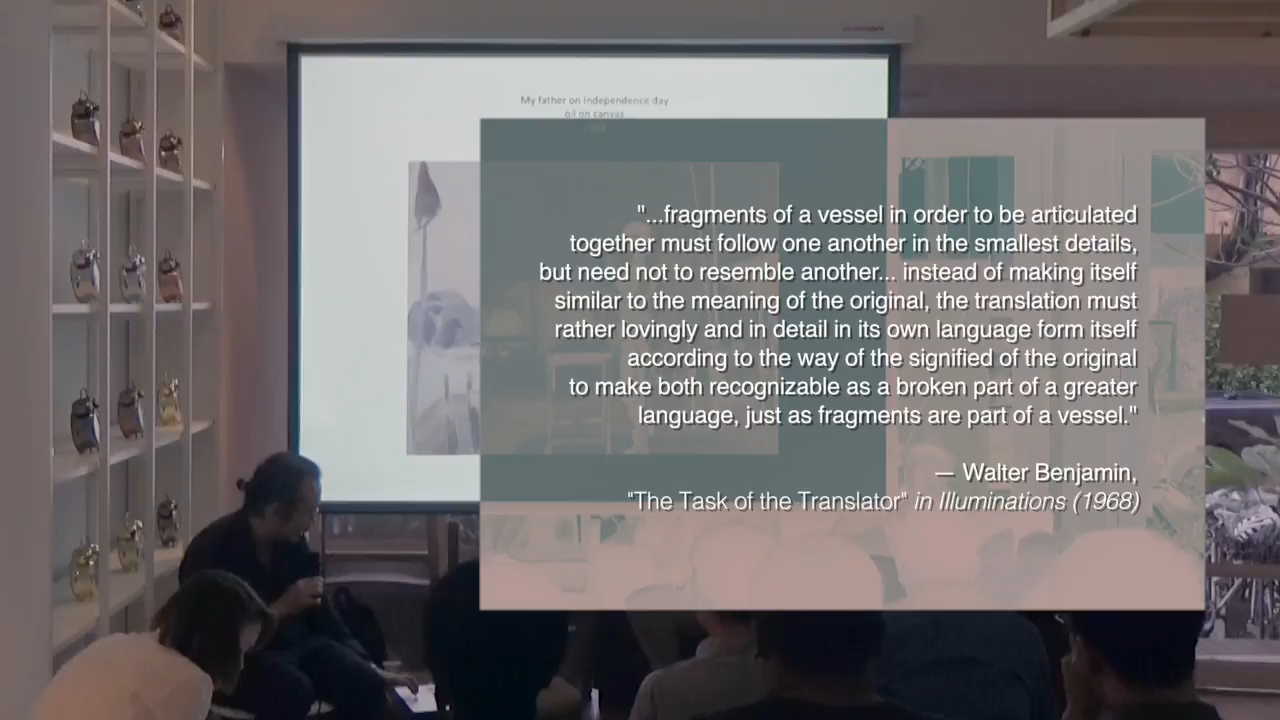 My father on Independence day
oil on canvas
"...fragments of a vessel in order to be articulated
together must follow one another in the smallest details,
but need not to resemble another... instead of making itself
similar to the meaning of the original, the translation must
rather lovingly and in detail in its own language form itself
according to the way of the signified of the original
to make both recognizable as a broken part of a greater
language, just as fragments are part of a vessel."
— Walter Benjamin,
"The Task of the Translator" in Illuminations (1968)